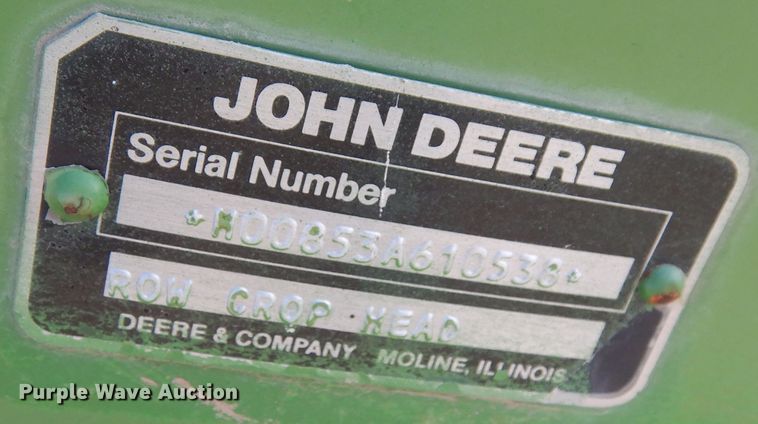 JOHN DEERE
Serial Number
*H00853A610538*
ROW CROP HEAD
DEERE & COMPANY MOLINE, ILLINOIS
Purple Wave Auction